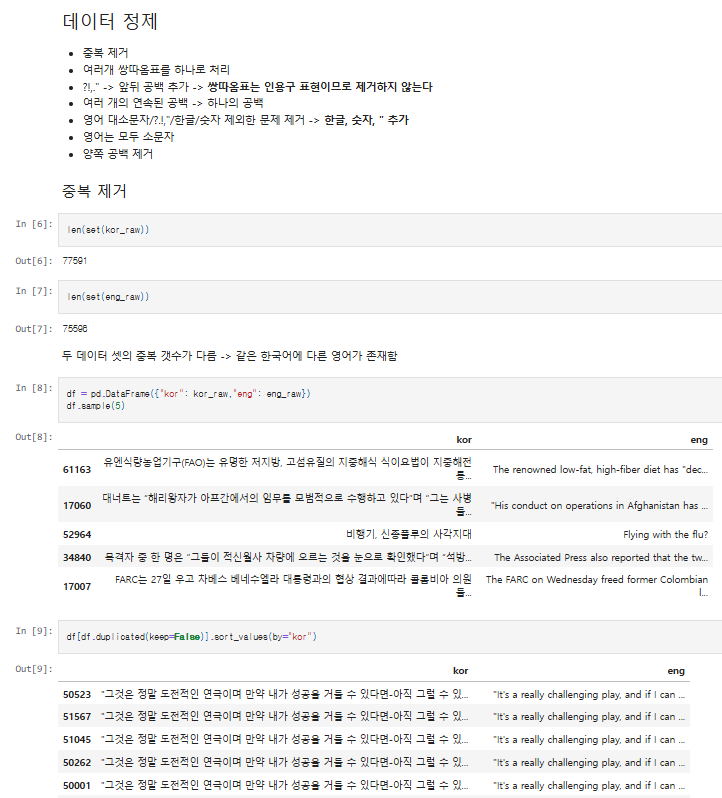 데이터 정제
중복 제거
여러개 쌍따옴표를 하나로 처리
?!,." -> 앞뒤 공백 추가 -> 쌍따옴표는 인용구 표현이므로 제거하지 않는다
여러 개의 연속된 공백 -> 하나의 공백
영어 대소문자/?.!,"/한글/숫자 제외한 문제 제거 -> 한글, 숫자, " 추가
영어는 모두 소문자
양쪽 공백 제거
중복 제거
In [6]: len(set(kor_raw))
Out[6]: 77591
In [7]: len(set(eng_raw))
Out[7]: 75596
두 데이터 셋의 중복 갯수가 다름 -> 같은 한국어에 다른 영어가 존재함
In [8]: df = pd.DataFrame({"kor": kor_raw,"eng": eng_raw})
df.sample(5)
Out[8]:
kor eng
61163 유엔식량농업기구(FAO)는 유명한 저지방, 고섬유질의 지중해식 식이요법이 지중해전통... The renowned low-fat, high-fiber diet has "dec...
17060 대너트는 "해리왕자가 아프간에서의 임무를 모범적으로 수행하고 있다"며 "그는 사병들... "His conduct on operations in Afghanistan has ...
52964 비행기, 신종플루의 사각지대 Flying with the flu?
34840 목격자 중 한 명은 "그들이 적신월사 차량에 오르는 것을 눈으로 확인했다"며 "석방... The Associated Press also reported that the tw...
17007 FARC는 27일 우고 차베스 베네수엘라 대통령과의 협상 결과에따라 콜롬비아 의원들... The FARC on Wednesday freed former Colombian l...
In [9]: df[df.duplicated(keep=False)].sort_values(by="kor")
Out[9]:
kor eng
50523 "그것은 정말 도전적인 연극이며 만약 내가 성공을 거둘 수 있다면-아직 그럴 수 있... "It's a really challenging play, and if I can ...
51567 "그것은 정말 도전적인 연극이며 만약 내가 성공을 거둘 수 있다면-아직 그럴 수 있... "It's a really challenging play, and if I can ...
51045 "그것은 정말 도전적인 연극이며 만약 내가 성공을 거둘 수 있다면-아직 그럴 수 있... "It's a really challenging play, and if I can ...
50262 "그것은 정말 도전적인 연극이며 만약 내가 성공을 거둘 수 있다면-아직 그럴 수 있... "It's a really challenging play, and if I can ...
50001 "그것은 정말 도전적인 연극이며 만약 내가 성공을 거둘 수 있다면-아직 그럴 수 있... "It's a really challenging play, and if I can ...